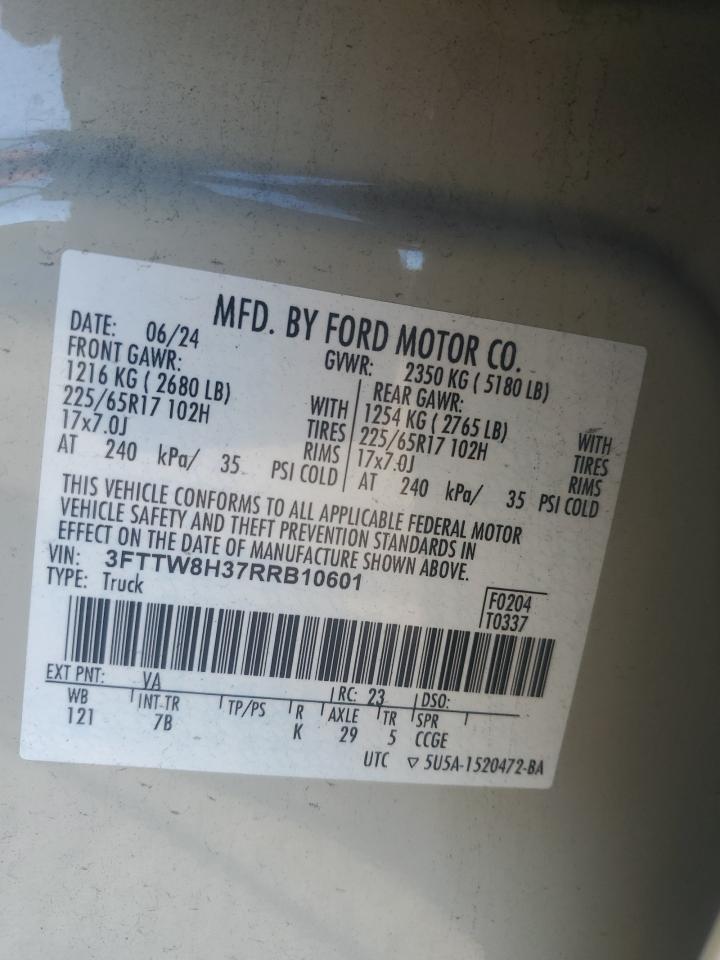 MFD. BY FORD MOTOR CO.
DATE: 06/24
GVWR: 2350 KG ( 5180 LB)
FRONT GAWR:
1216 KG ( 2680 LB) WITH
225/65R17 102H TIRES
17x7.0J RIMS
AT 240 kPa/ 35 PSI COLD
REAR GAWR:
1254 KG ( 2765 LB) WITH
225/65R17 102H TIRES
17x7.0J RIMS
AT 240 kPa/ 35 PSI COLD
THIS VEHICLE CONFORMS TO ALL APPLICABLE FEDERAL MOTOR
VEHICLE SAFETY AND THEFT PREVENTION STANDARDS IN
EFFECT ON THE DATE OF MANUFACTURE SHOWN ABOVE.
VIN: 3FTTW8H37RRB10601
TYPE: Truck
F0204
T0337
EXT PNT: VA RC: 23 DSO:
WB INT TR TP/PS R AXLE TR SPR
121 7B K 29 5 CCGE
UTC ▽ 5U5A-1520472-BA